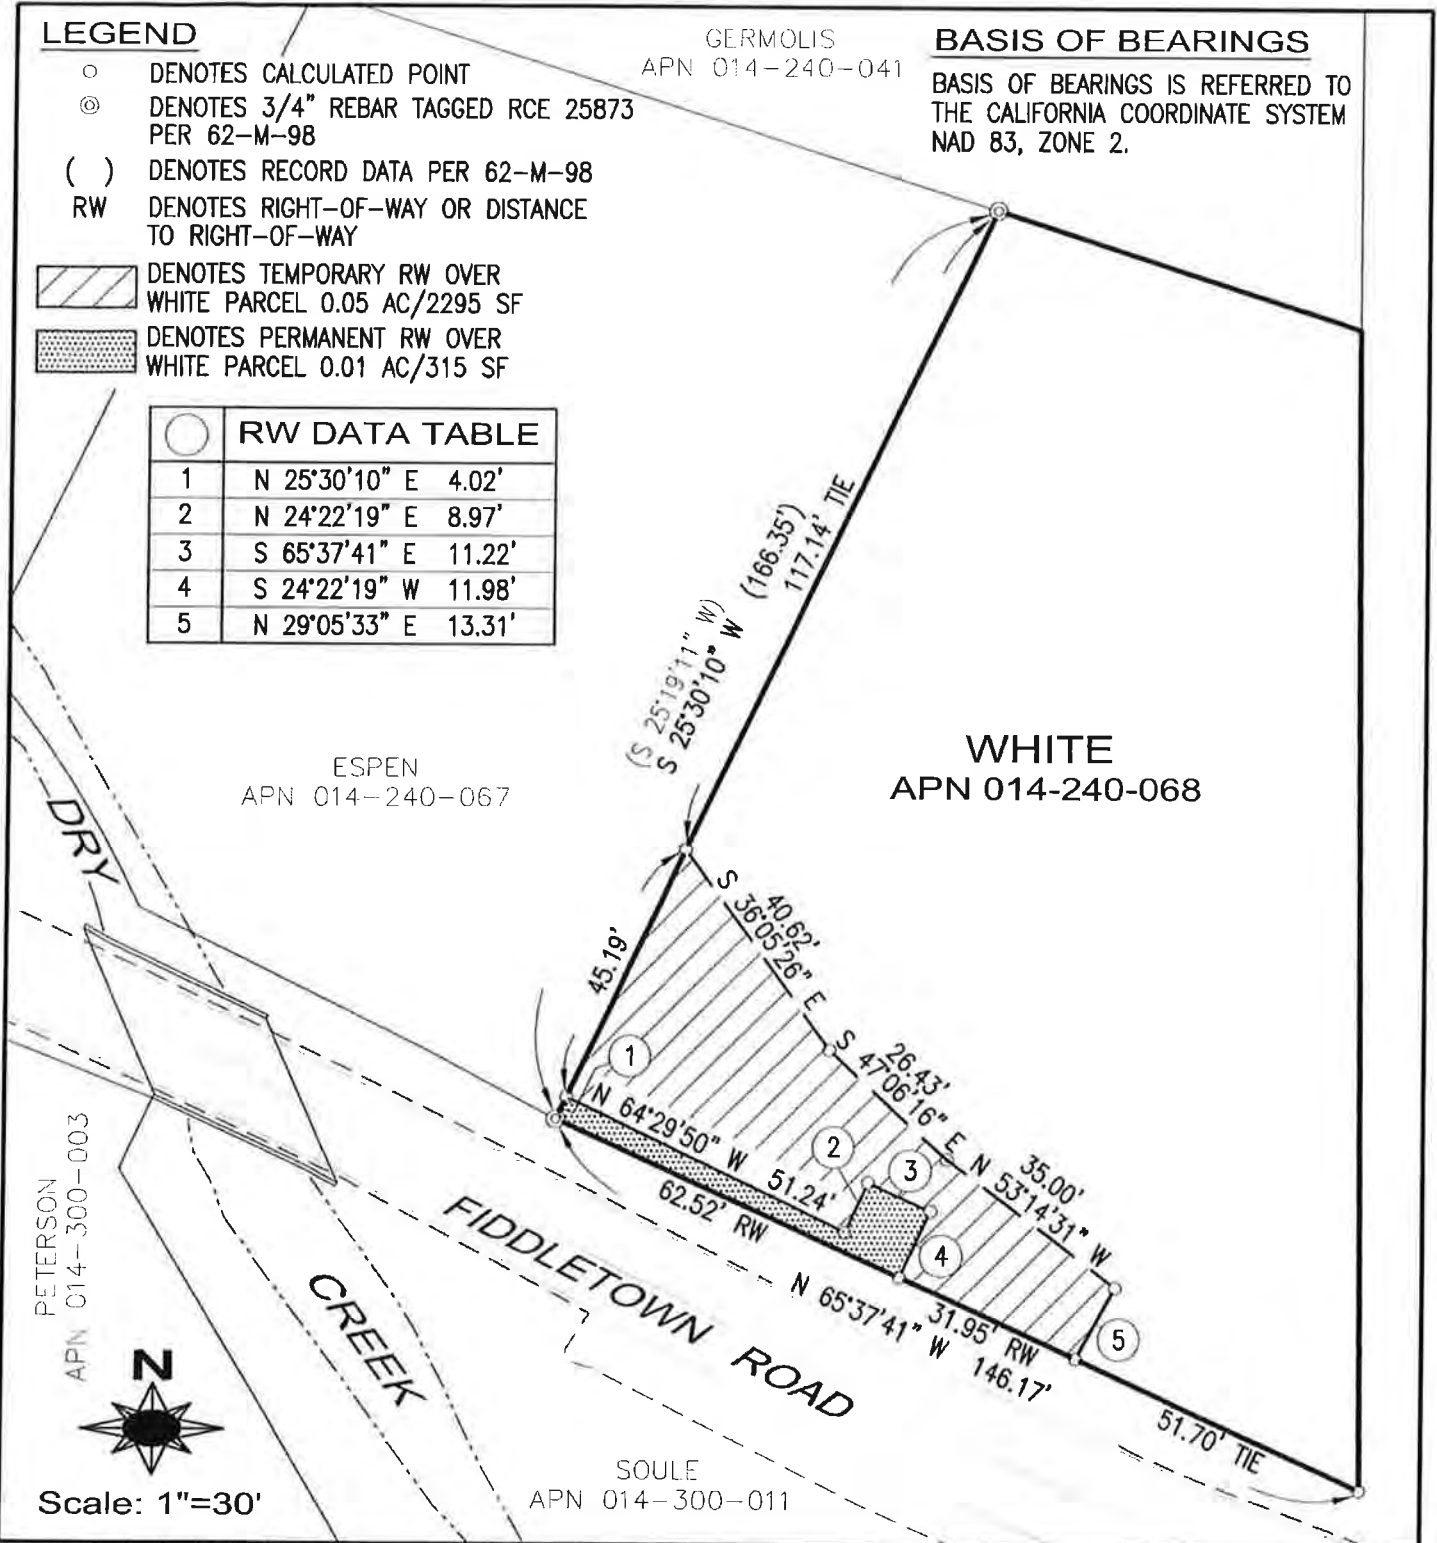 LEGEND
DENOTES CALCULATED POINT
DENOTES 3/4" REBAR TAGGED RCE 25873
PER 62-M-98
( ) DENOTES RECORD DATA PER 62-M-98
RW DENOTES RIGHT-OF-WAY OR DISTANCE
TO RIGHT-OF-WAY
DENOTES TEMPORARY RW OVER
WHITE PARCEL 0.05 AC/2295 SF
DENOTES PERMANENT RW OVER
WHITE PARCEL 0.01 AC/315 SF
GERMOLIS
APN 014-240-041
BASIS OF BEARINGS
BASIS OF BEARINGS IS REFERRED TO
THE CALIFORNIA COORDINATE SYSTEM
NAD 83, ZONE 2.
RW DATA TABLE
1 N 25°30'10" E 4.02'
2 N 24°22'19" E 8.97'
3 S 65°37'41" E 11.22'
4 S 24°22'19" W 11.98'
5 N 29°05'33" E 13.31'
(S 25°19'11" W) (166.35')
S 25°30'10" W 117.14' TIE
WHITE
APN 014-240-068
ESPEN
APN 014-240-067
DRY
CREEK
45.19'
40.62'
S 36°05'26" E
26.43'
S 47°06'16" E
35.00'
N 53°14'31" W
1
2
3
4
5
N 64°29'50" W 51.24'
62.52' RW
31.95' RW
N 65°37'41" W 146.17'
51.70' TIE
FIDDLETOWN ROAD
PETERSON
APN 014-300-003
N
Scale: 1"=30'
SOULE
APN 014-300-011